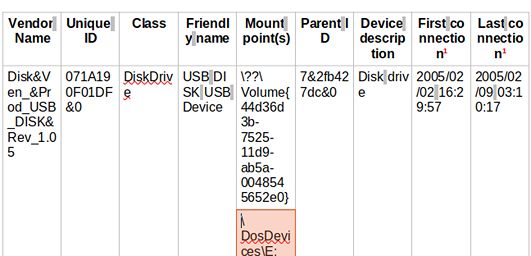 Vendor Name
Unique ID
Class
Friendly name
Mount point(s)
Parent ID
Device description
First connection¹
Last connection¹
Disk&Ven_&Prod_USB_DISK&Rev_1.05
071A190F01DF&0
DiskDrive
USB DISK USB Device
\??\Volume{44d36d3b-7525-11d9-ab5a-0048545652e0}
7&2fb427dc&0
Disk drive
2005/02/02 16:29:57
2005/02/09 03:10:17
\DosDevices\E: